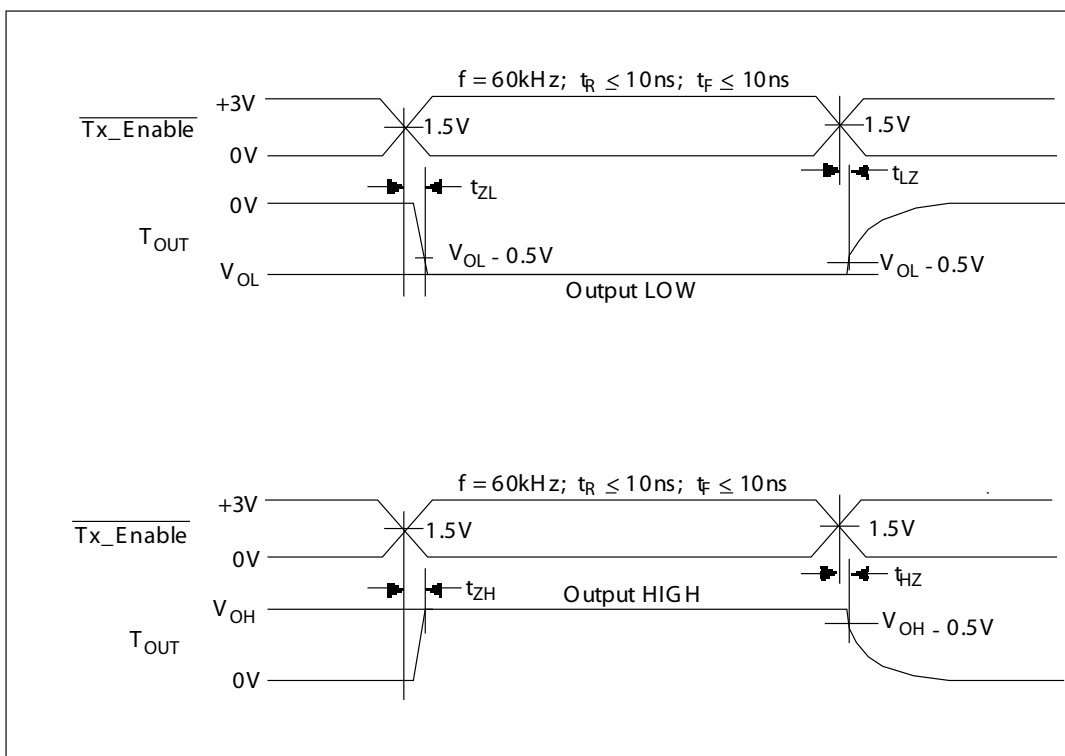 f = 60kHz; tR ≤ 10ns; tF ≤ 10ns
+3V
Tx_Enable
1.5V
1.5V
0V
tZL
tLZ
0V
TOUT
VOL - 0.5V
VOL - 0.5V
VOL
Output LOW
f = 60kHz; tR ≤ 10ns; tF ≤ 10ns
+3V
Tx_Enable
1.5V
1.5V
0V
tZH
tHZ
VOH
Output HIGH
VOH - 0.5V
TOUT
0V